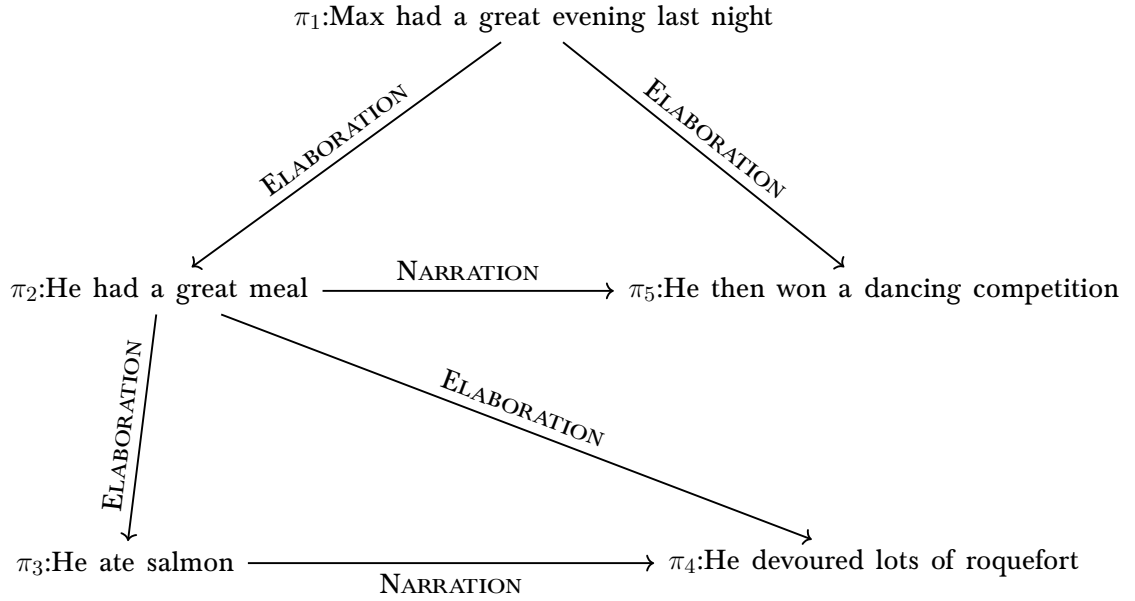 π₁:Max had a great evening last night
ELABORATION
ELABORATION
π₂:He had a great meal
NARRATION
π₅:He then won a dancing competition
ELABORATION
ELABORATION
π₃:He ate salmon
NARRATION
π₄:He devoured lots of roquefort